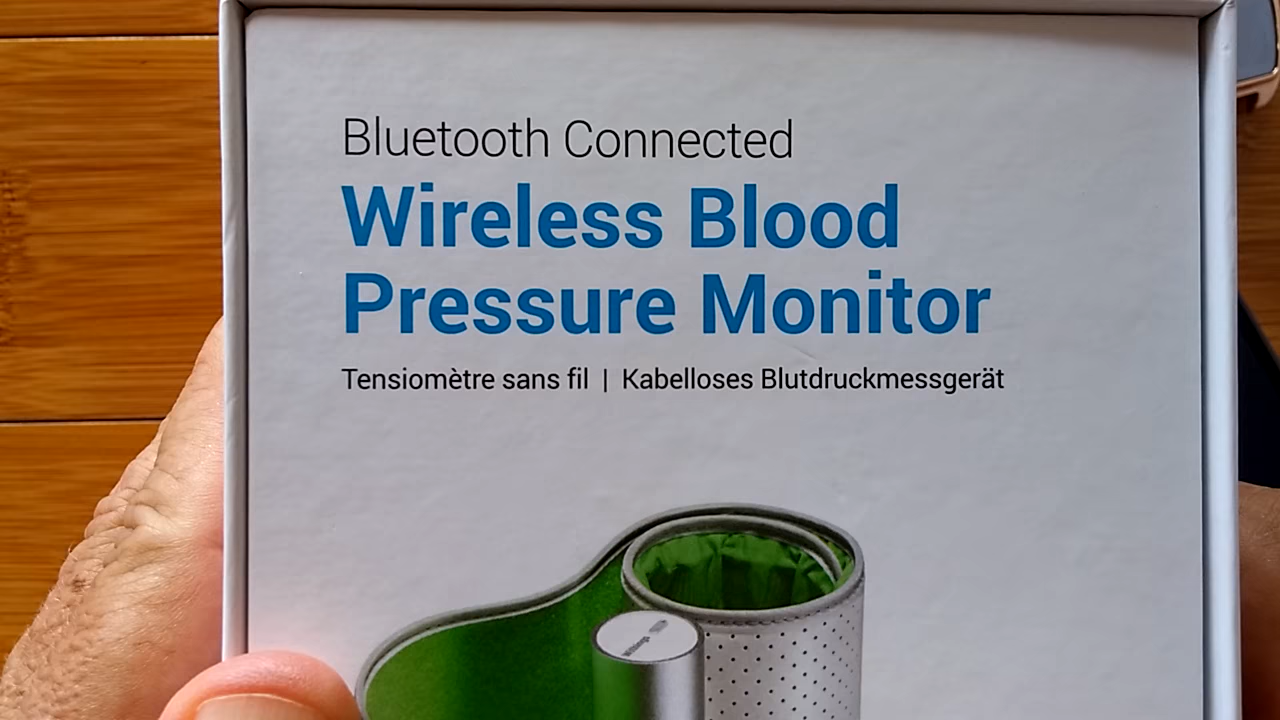 Bluetooth Connected
Wireless Blood
Pressure Monitor
Tensiomètre sans fil | Kabelloses Blutdruckmessgerät